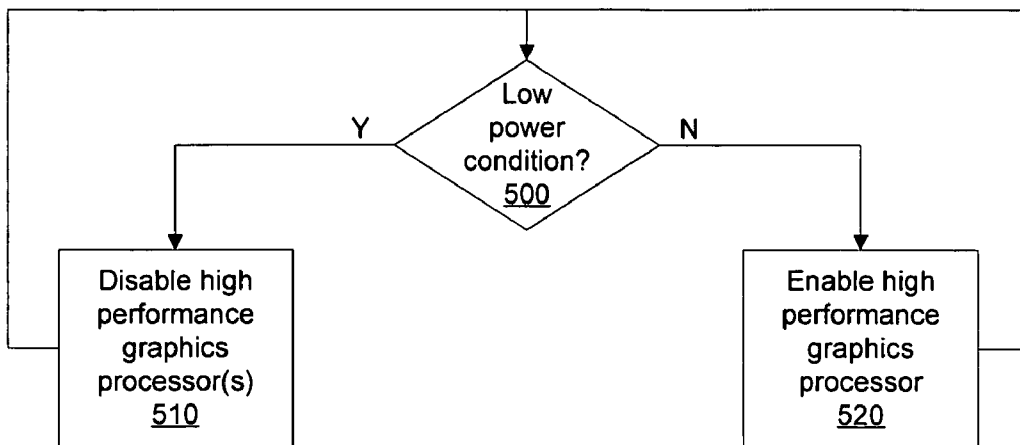 Low
power
condition?
500
Y
N
Disable high
performance
graphics
processor(s)
510
Enable high
performance
graphics
processor
520